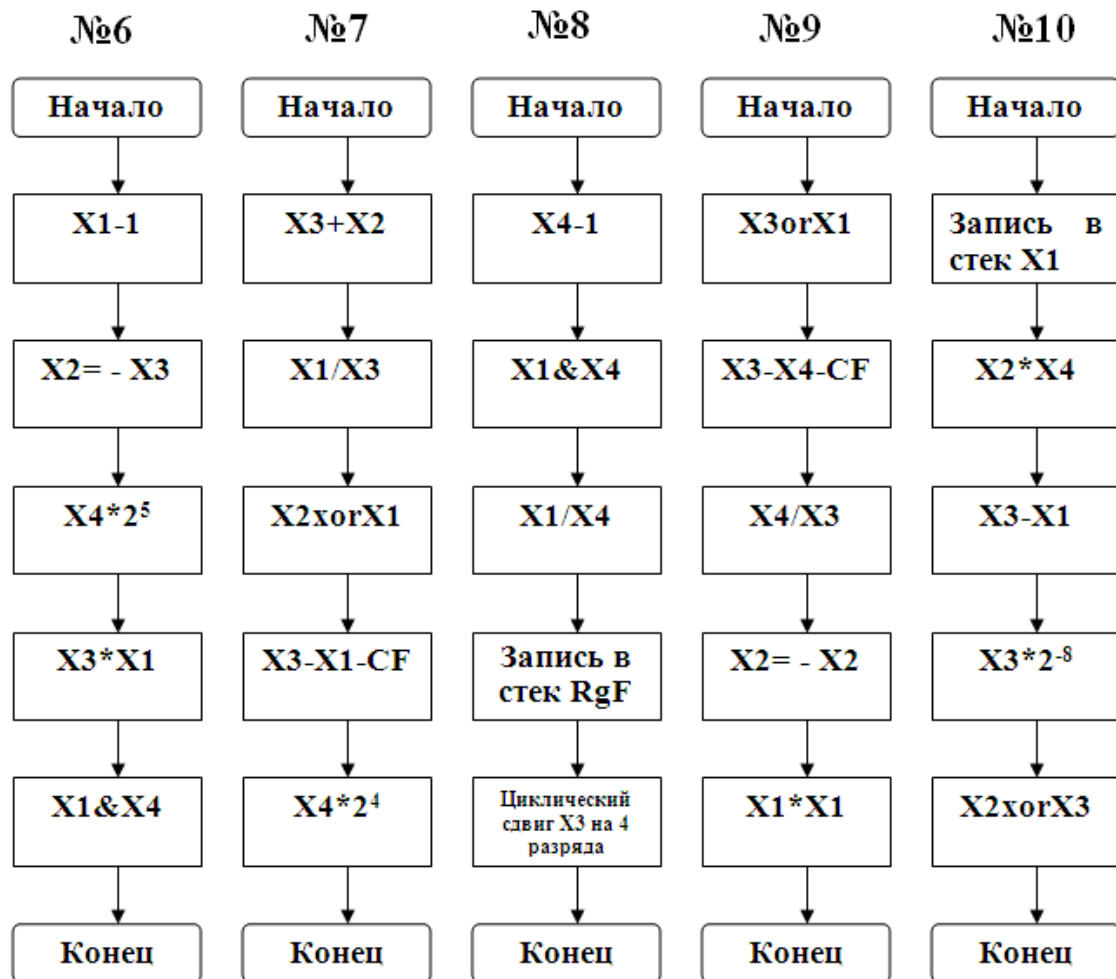 №6
Начало
X1-1
X2= - X3
X4*2⁵
X3*X1
X1&X4
Конец
№7
Начало
X3+X2
X1/X3
X2xorX1
X3-X1-CF
X4*2⁴
Конец
№8
Начало
X4-1
X1&X4
X1/X4
Запись в
стек RgF
Циклический
сдвиг X3 на 4
разряда
Конец
№9
Начало
X3orX1
X3-X4-CF
X4/X3
X2= - X2
X1*X1
Конец
№10
Начало
Запись в
стек X1
X2*X4
X3-X1
X3*2⁻⁸
X2xorX3
Конец